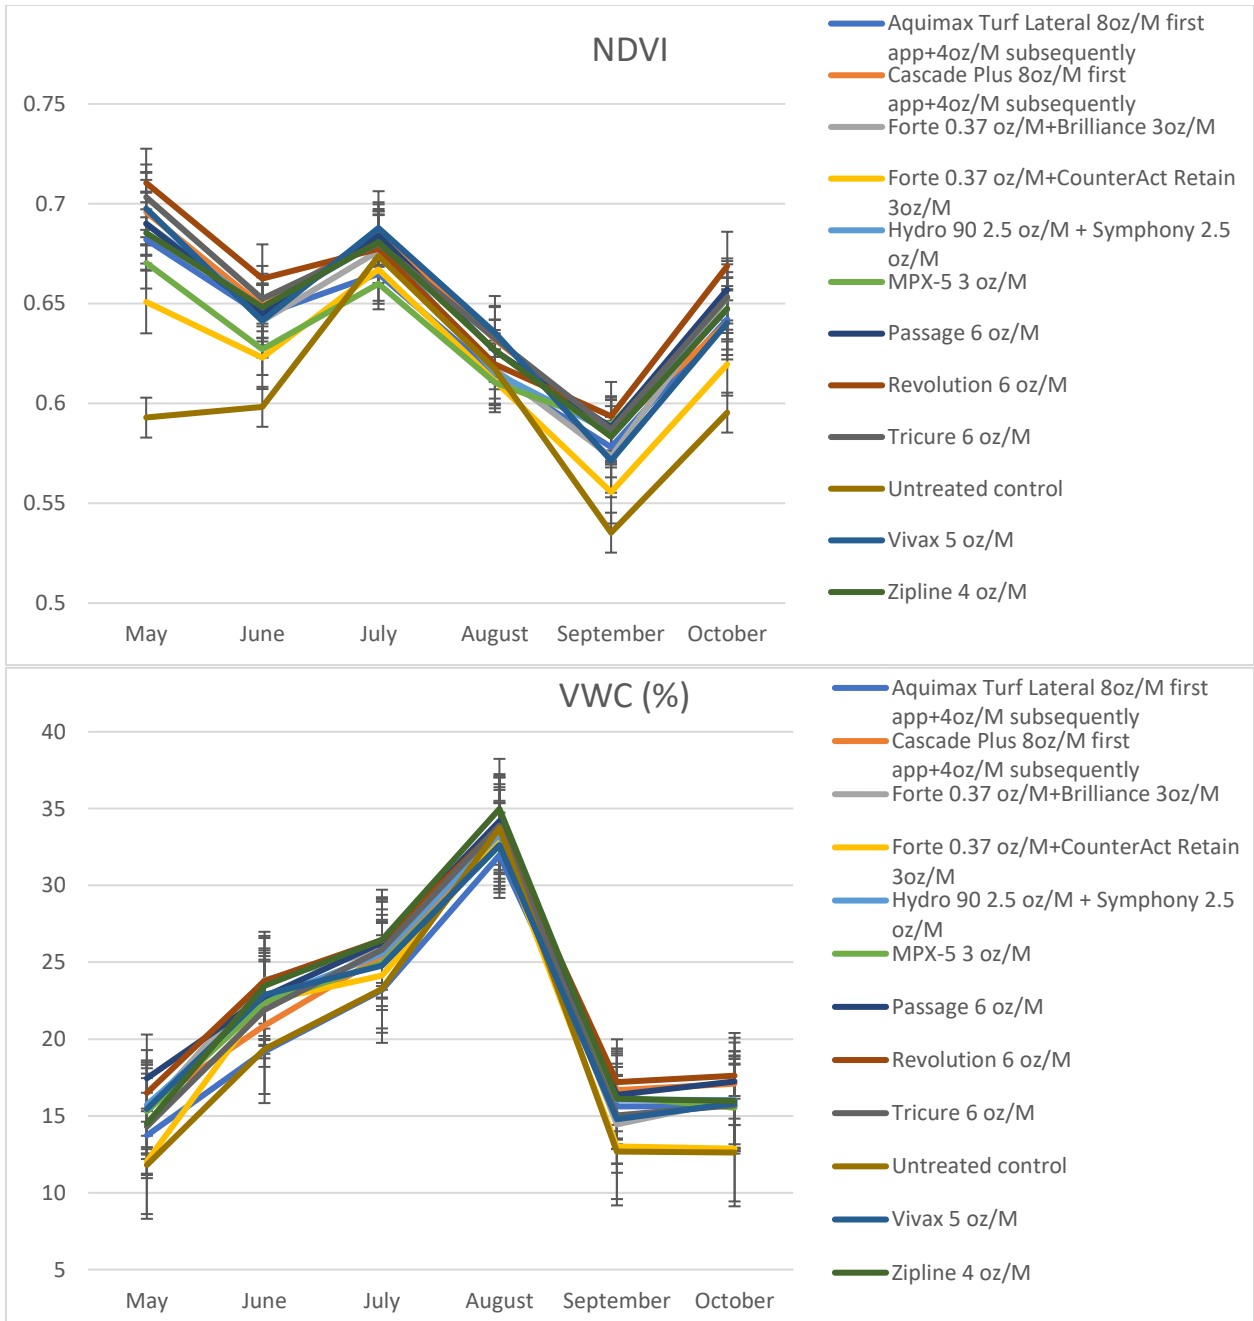 NDVI
0.75
0.7
0.65
0.6
0.55
0.5
May
June
July
August
September
October
Aquimax Turf Lateral 8oz/M first
app+4oz/M subsequently
Cascade Plus 8oz/M first
app+4oz/M subsequently
Forte 0.37 oz/M+Brilliance 3oz/M
Forte 0.37 oz/M+CounterAct Retain
3oz/M
Hydro 90 2.5 oz/M + Symphony 2.5
oz/M
MPX-5 3 oz/M
Passage 6 oz/M
Revolution 6 oz/M
Tricure 6 oz/M
Untreated control
Vivax 5 oz/M
Zipline 4 oz/M
VWC (%)
40
35
30
25
20
15
10
5
May
June
July
August
September
October
Aquimax Turf Lateral 8oz/M first
app+4oz/M subsequently
Cascade Plus 8oz/M first
app+4oz/M subsequently
Forte 0.37 oz/M+Brilliance 3oz/M
Forte 0.37 oz/M+CounterAct Retain
3oz/M
Hydro 90 2.5 oz/M + Symphony 2.5
oz/M
MPX-5 3 oz/M
Passage 6 oz/M
Revolution 6 oz/M
Tricure 6 oz/M
Untreated control
Vivax 5 oz/M
Zipline 4 oz/M